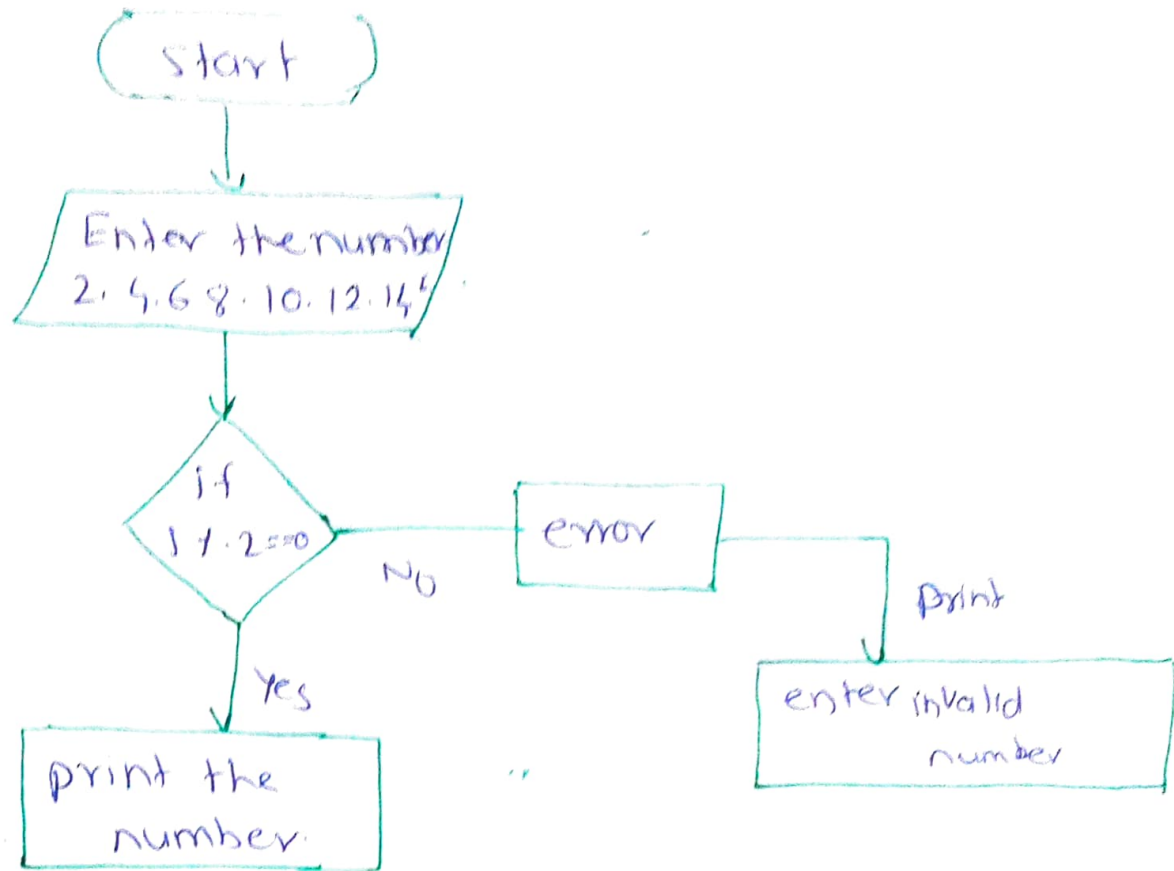 start
Enter the number
2. 4. 6 8. 10. 12. 14
if
j % 2 == 0
No
error
print
enter invalid
number
Yes
print the
number.